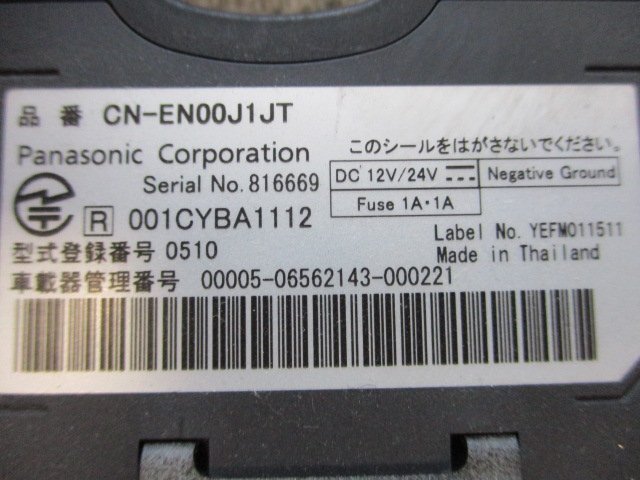 品 番 CN-EN00J1JT
このシールをはがさないでください。
Panasonic Corporation
Serial No. 816669
DC 12V/24V Negative Ground
Fuse 1A・1A
R 001CYBA1112
Label No. YEFM011511
型式登録番号 0510
Made in Thailand
車載器管理番号 00005-06562143-000221